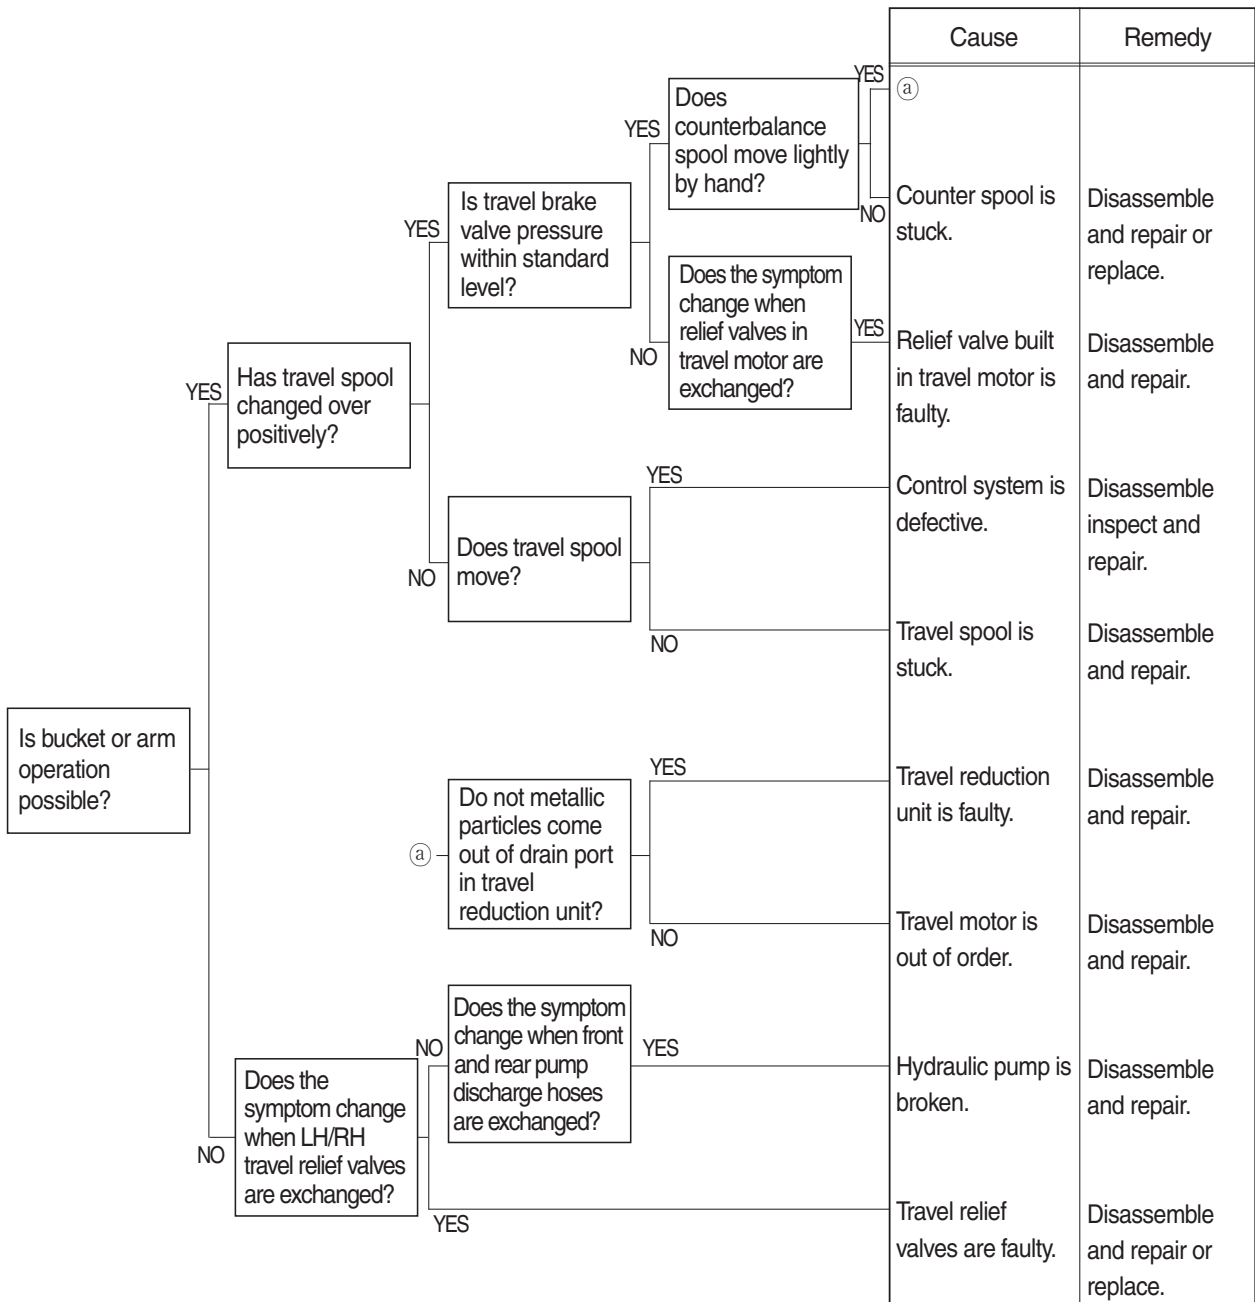 Cause
Remedy
YES
ⓐ
Does
counterbalance
spool move lightly
by hand?
YES
NO
Counter spool is
stuck.
Disassemble
and repair or
replace.
Is travel brake
valve pressure
within standard
level?
YES
Does the symptom
change when
relief valves in
travel motor are
exchanged?
NO
YES
Relief valve built
in travel motor is
faulty.
Disassemble
and repair.
YES
Has travel spool
changed over
positively?
YES
Control system is
defective.
Disassemble
inspect and
repair.
NO
Does travel spool
move?
NO
Travel spool is
stuck.
Disassemble
and repair.
Is bucket or arm
operation
possible?
ⓐ
Do not metallic
particles come
out of drain port
in travel
reduction unit?
YES
Travel reduction
unit is faulty.
Disassemble
and repair.
NO
Travel motor is
out of order.
Disassemble
and repair.
NO
Does the symptom
change when front
and rear pump
discharge hoses
are exchanged?
YES
Hydraulic pump is
broken.
Disassemble
and repair.
NO
Does the
symptom change
when LH/RH
travel relief valves
are exchanged?
YES
Travel relief
valves are faulty.
Disassemble
and repair or
replace.